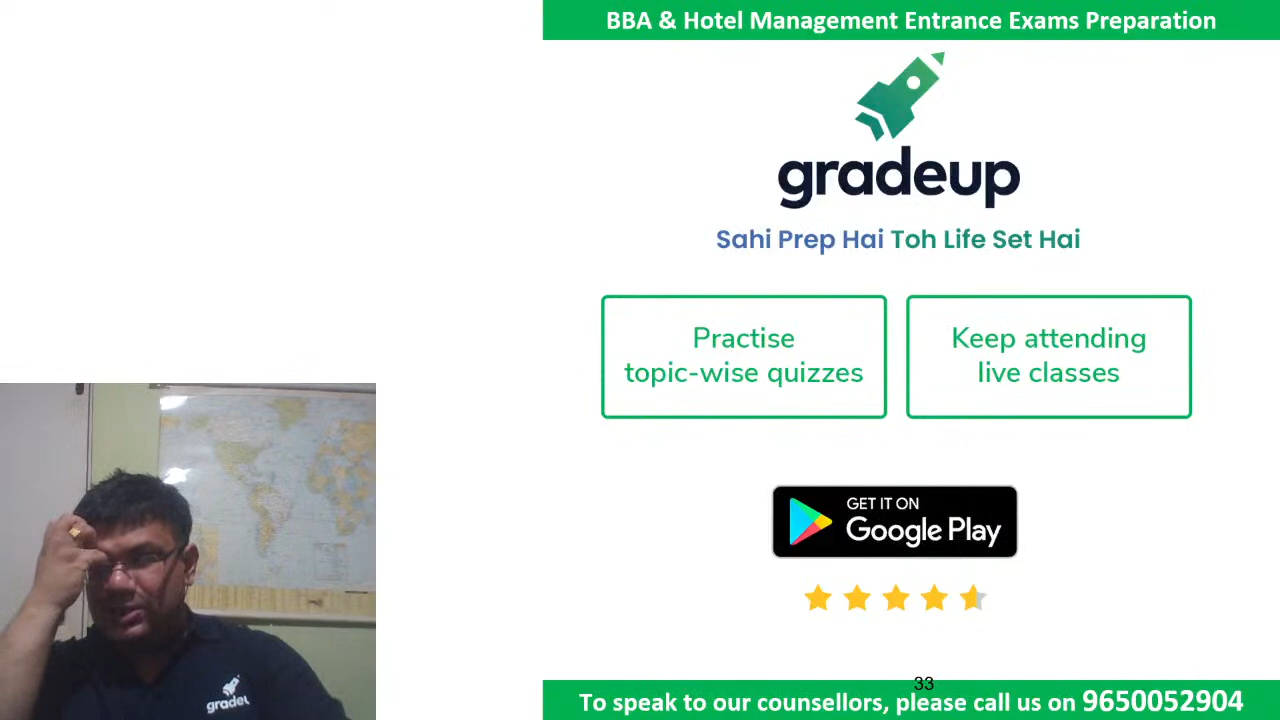 BBA & Hotel Management Entrance Exams Preparation
gradeup
Sahi Prep Hai Toh Life Set Hai
Practise
topic-wise quizzes
Keep attending
live classes
GET IT ON
Google Play
33
To speak to our counsellors, please call us on 9650052904